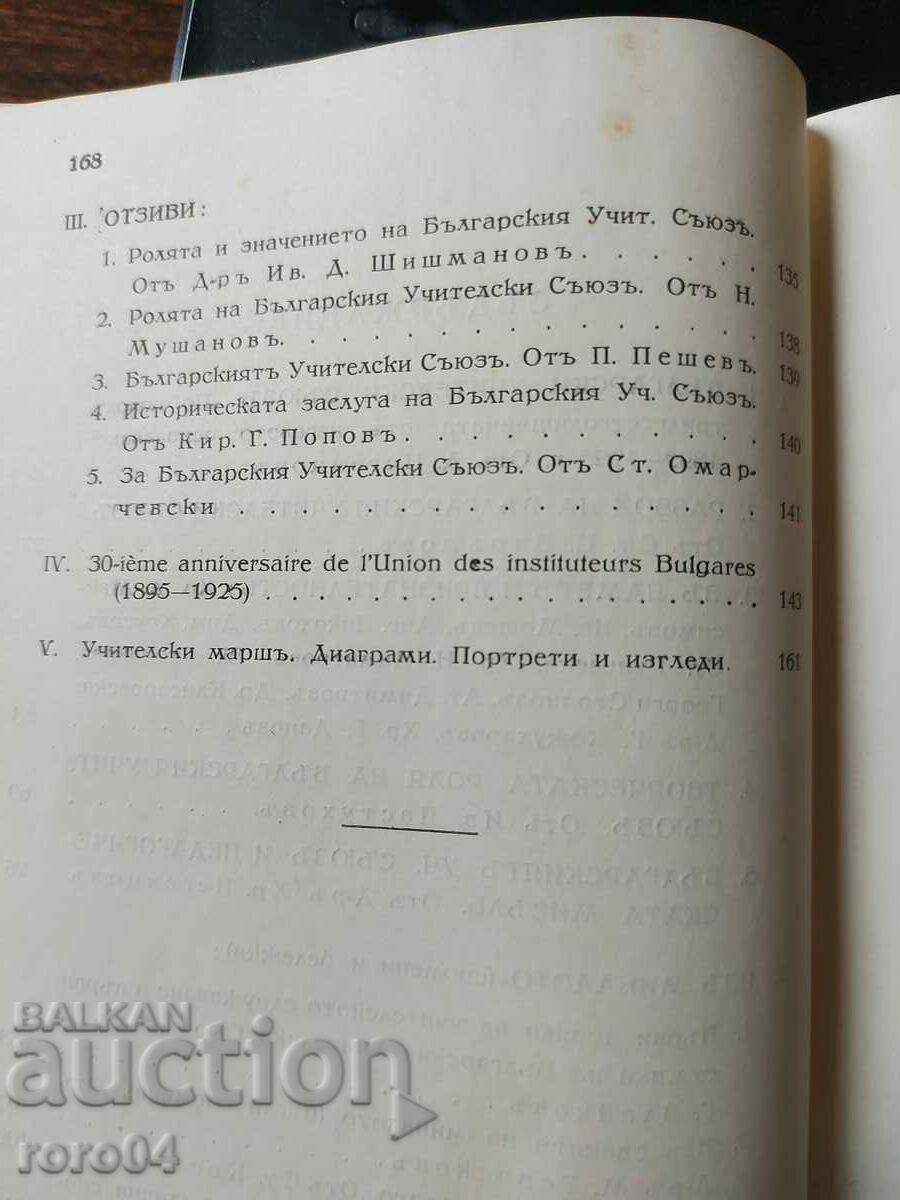 168
III. ОТЗИВИ:
1. Ролята и значението на Българския Учит. Съюзъ.
Отъ Д-ръ Ив. Д. Шишмановъ. . . . . . 135
2. Ролята на Българския Учителски Съюзъ. Отъ Н.
Мушановъ. . . . . . . . . . . . . . 138
3. Българскиятъ Учителски Съюзъ. Отъ П. Пешевъ. 139
4. Историческата заслуга на Българския Уч. Съюзъ.
Отъ Кир. Г. Поповъ. . . . . . . . . . 140
5. За Българския Учителски Съюзъ. Отъ Ст. Омар-
чевски . . . . . . . . . . . . . . . 141
IV. 30-ième anniversaire de l'Union des instituteurs Bulgares
(1895—1925) . . . . . . . . . . . . . 143
V. Учителски маршъ. Диаграми. Портрети и изгледи. 161
BALKAN
auction
roro04